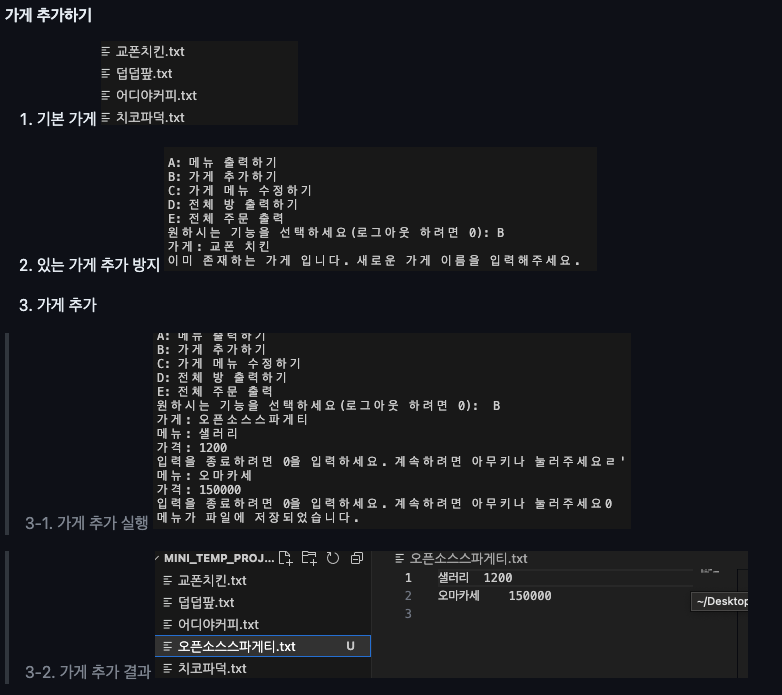 가게 추가하기
교폰치킨.txt
덥덥팦.txt
어디야커피.txt
1. 기본 가게
치코파덕.txt
A: 메뉴 출력하기
B: 가게 추가하기
C: 가게 메뉴 수정하기
D: 전체 방 출력하기
E: 전체 주문 출력
원하시는 기능을 선택하세요(로그아웃 하려면 0): B
가게: 교폰 치킨
이미 존재하는 가게 입니다. 새로운 가게 이름을 입력해주세요.
2. 있는 가게 추가 방지
3. 가게 추가
A: 메뉴 출력하기
B: 가게 추가하기
C: 가게 메뉴 수정하기
D: 전체 방 출력하기
E: 전체 주문 출력
원하시는 기능을 선택하세요(로그아웃 하려면 0): B
가게: 오픈소스스파게티
메뉴: 샐러리
가격: 1200
입력을 종료하려면 0을 입력하세요. 계속하려면 아무키나 눌러주세요ㄹ'
메뉴: 오마카세
가격: 150000
입력을 종료하려면 0을 입력하세요. 계속하려면 아무키나 눌러주세요0
메뉴가 파일에 저장되었습니다.
3-1. 가게 추가 실행
MINI_TEMP_PROJ...
교폰치킨.txt
덥덥팦.txt
어디야커피.txt
오픈소스스파게티.txt U
치코파덕.txt
오픈소스스파게티.txt
1 샐러리 1200
2 오마카세 150000
3
~/Desktop
3-2. 가게 추가 결과